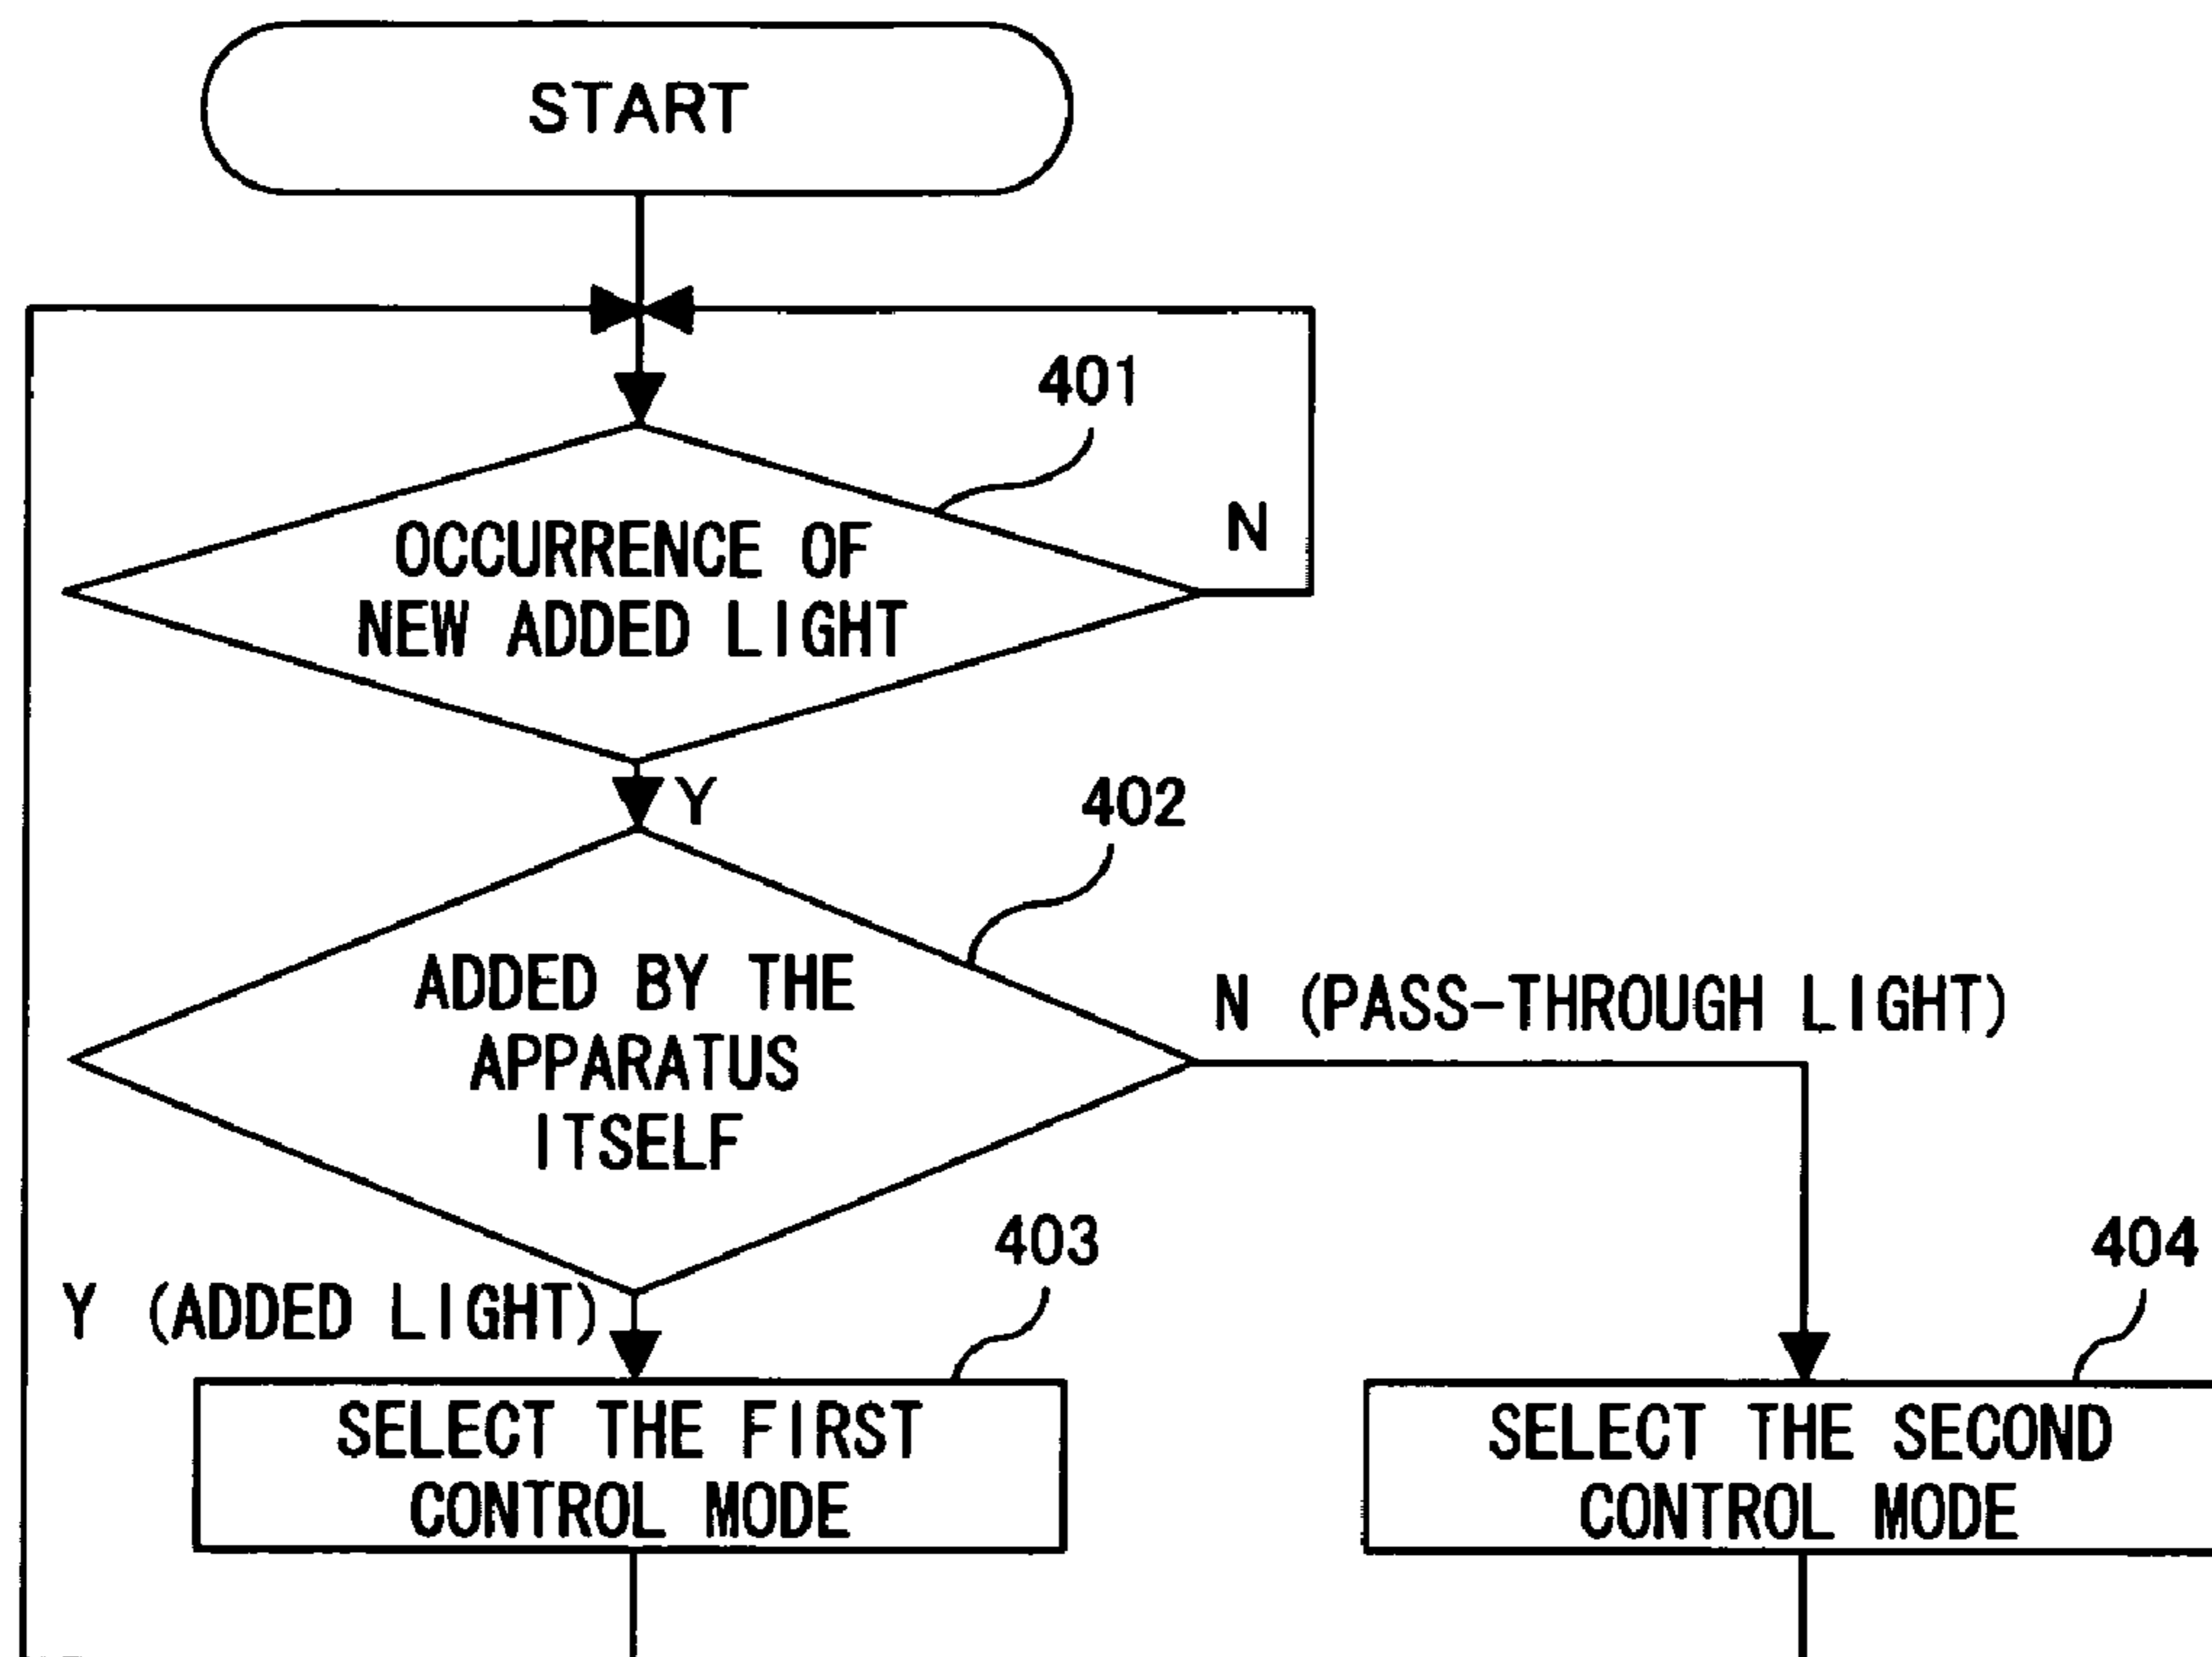 START
401
OCCURRENCE OF
NEW ADDED LIGHT
N
Y
402
ADDED BY THE
APPARATUS
ITSELF
N (PASS-THROUGH LIGHT)
Y (ADDED LIGHT)
403
404
SELECT THE FIRST
CONTROL MODE
SELECT THE SECOND
CONTROL MODE